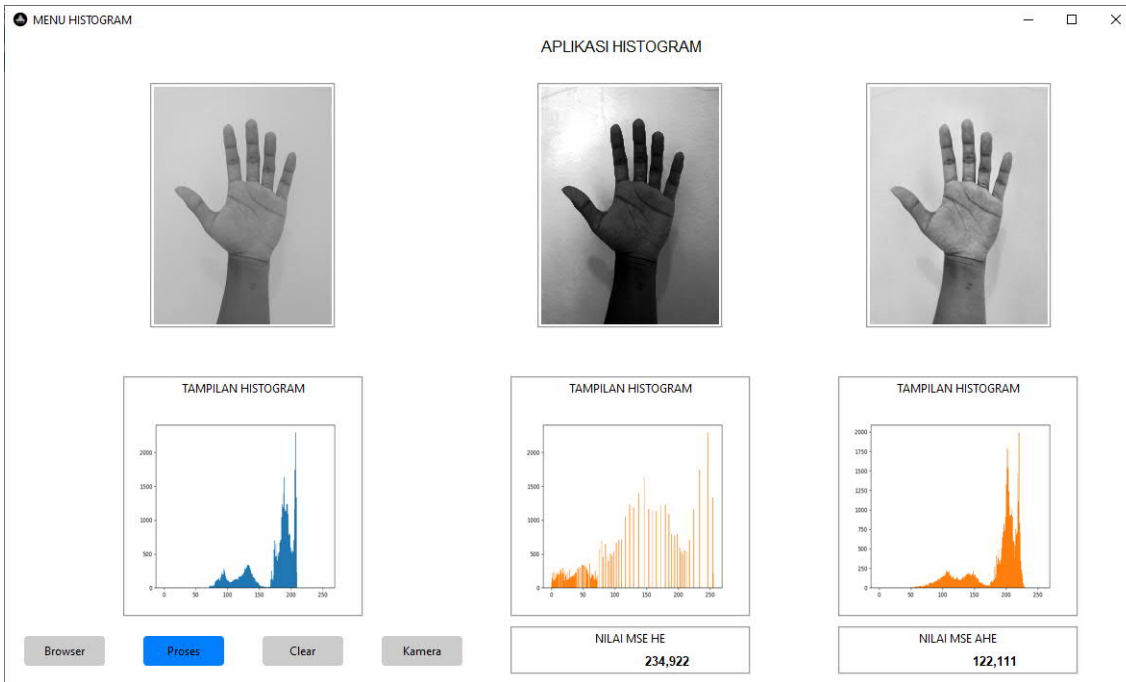 MENU HISTOGRAM
APLIKASI HISTOGRAM
TAMPILAN HISTOGRAM
2000
1500
1000
500
0
0 50 100 150 200 250
TAMPILAN HISTOGRAM
2000
1500
1000
500
0
0 50 100 150 200 250
TAMPILAN HISTOGRAM
2000
1750
1500
1250
1000
750
500
250
0
0 50 100 150 200 250
Browser
Proses
Clear
Kamera
NILAI MSE HE
234,922
NILAI MSE AHE
122,111